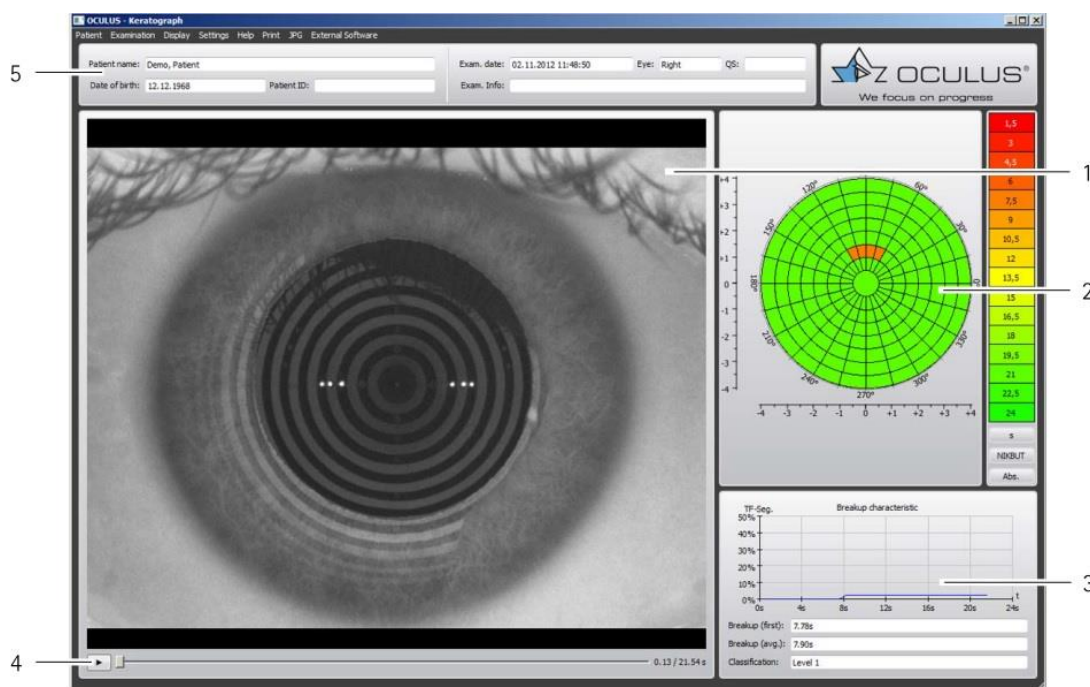 OCULUS - Keratograph
Patient Examination Display Settings Help Print JPG External Software
Patient name: Demo, Patient
Date of birth: 12.12.1968 Patient ID:
Exam. date: 02.11.2012 11:48:50 Eye: Right QS:
Exam. Info:
OCULUS®
We focus on progress
5
1
2
3
4
1,5
3
4,5
6
7,5
9
10,5
12
13,5
15
16,5
18
19,5
21
22,5
24
s
NIKBUT
Abs.
+4
+3
+2
+1
0
-1
-2
-3
-4
120° 60°
150° 30°
180°
210° 330°
240° 300°
270°
-4 -3 -2 -1 0 +1 +2 +3 +4
TF-Seg. Breakup characteristic
50%
40%
30%
20%
10%
0%
t
0s 4s 8s 12s 16s 20s 24s
Breakup (first): 7.78s
Breakup (avg.): 7.90s
Classification: Level 1
0.13 / 21.54 s